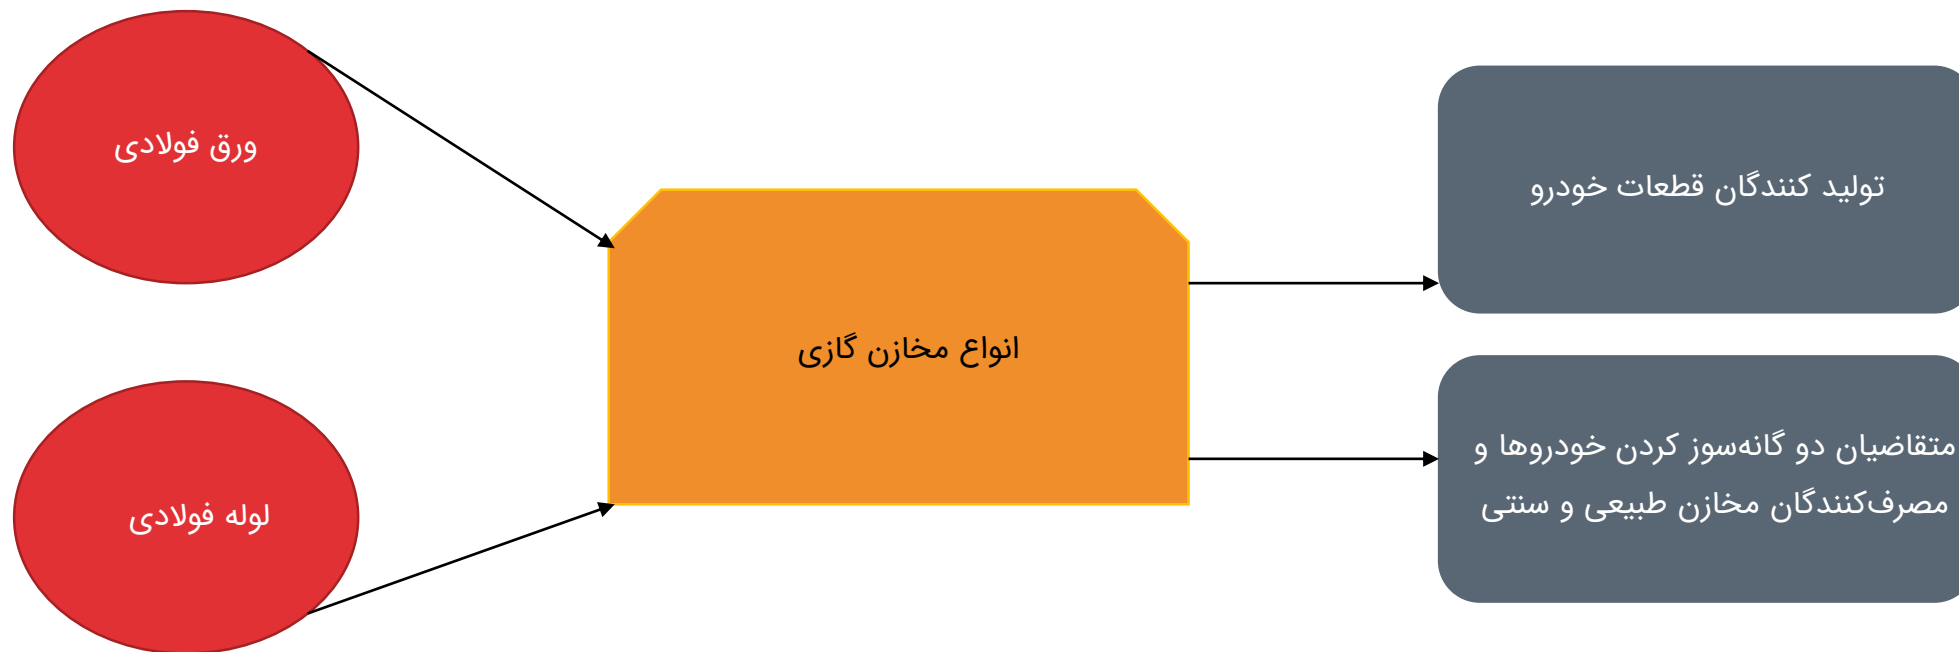 ورق فولادی
لوله فولادی
انواع مخازن گازی
تولید کنندگان قطعات خودرو
متقاضیان دو گانه‌سوز کردن خودروها و
مصرف‌کنندگان مخازن طبیعی و سنتی